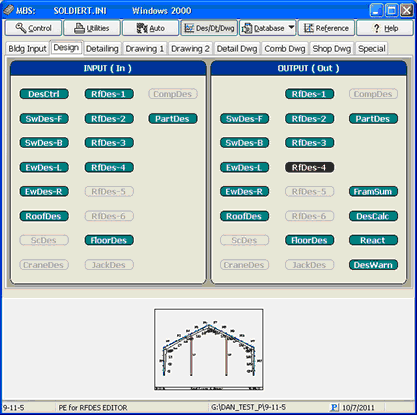 MBS: SOLDIERT.INI Windows 2000
Control Utilities Auto Des/Dt/Dwg Database Reference ? Help
Bldg Input Design Detailing Drawing 1 Drawing 2 Detail Dwg Comb Dwg Shop Dwg Special
INPUT ( In ) OUTPUT ( Out )
DesCtrl RfDes-1 CompDes RfDes-1 CompDes
SwDes-F RfDes-2 PartDes SwDes-F RfDes-2 PartDes
SwDes-B RfDes-3 SwDes-B RfDes-3
EwDes-L RfDes-4 EwDes-L RfDes-4
EwDes-R RfDes-5 EwDes-R RfDes-5 FramSum
RoofDes RfDes-6 RoofDes RfDes-6 DesCalc
ScDes FloorDes ScDes FloorDes React
CraneDes JackDes CraneDes JackDes DesWarn
9-11-5 PE for RFDES EDITOR G:\DAN_TEST_P\9-11-5 P 10/7/2011